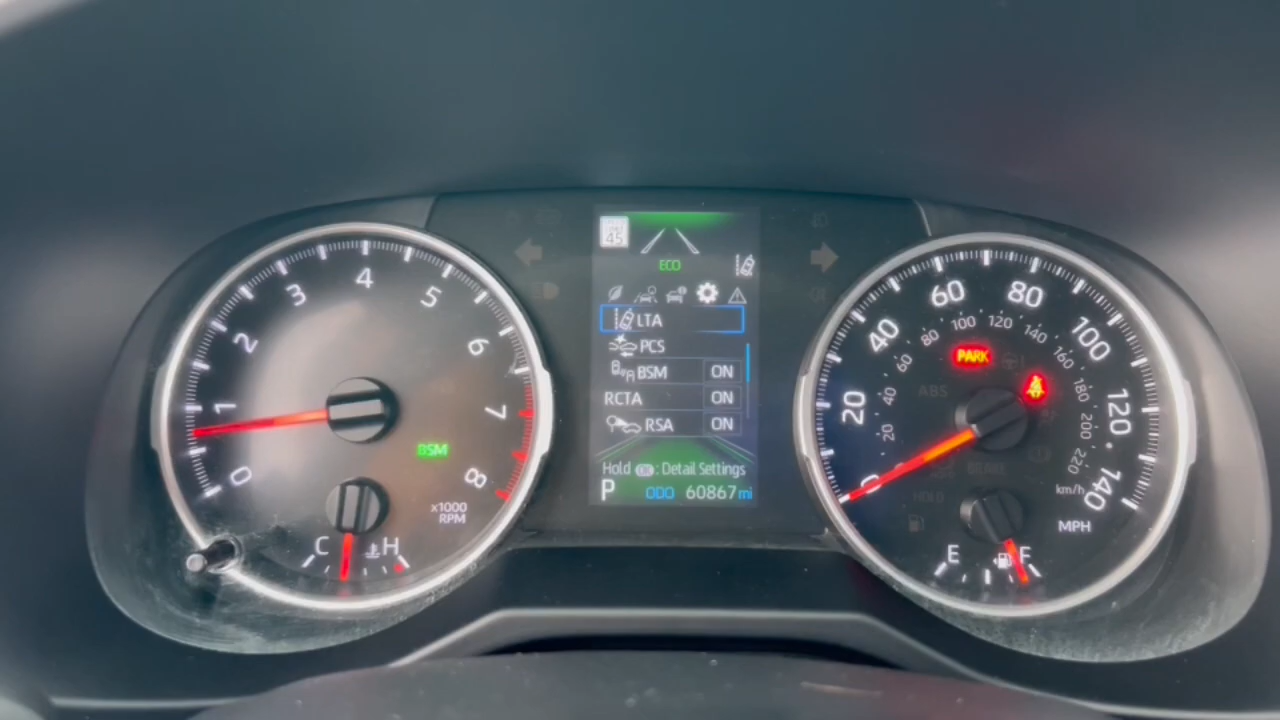 45
ECO
LTA
PCS
BSM ON
RCTA ON
RSA ON
Hold OK : Detail Settings
P ODO 60867 mi
0
1
2
3
4
5
6
7
8
BSM
x1000
RPM
C H
0
20
40
60
80
100
120
140
20
40
60
80
100
120
140
160
180
200
220
km/h
MPH
PARK
ABS
BRAKE
HOLD
E F